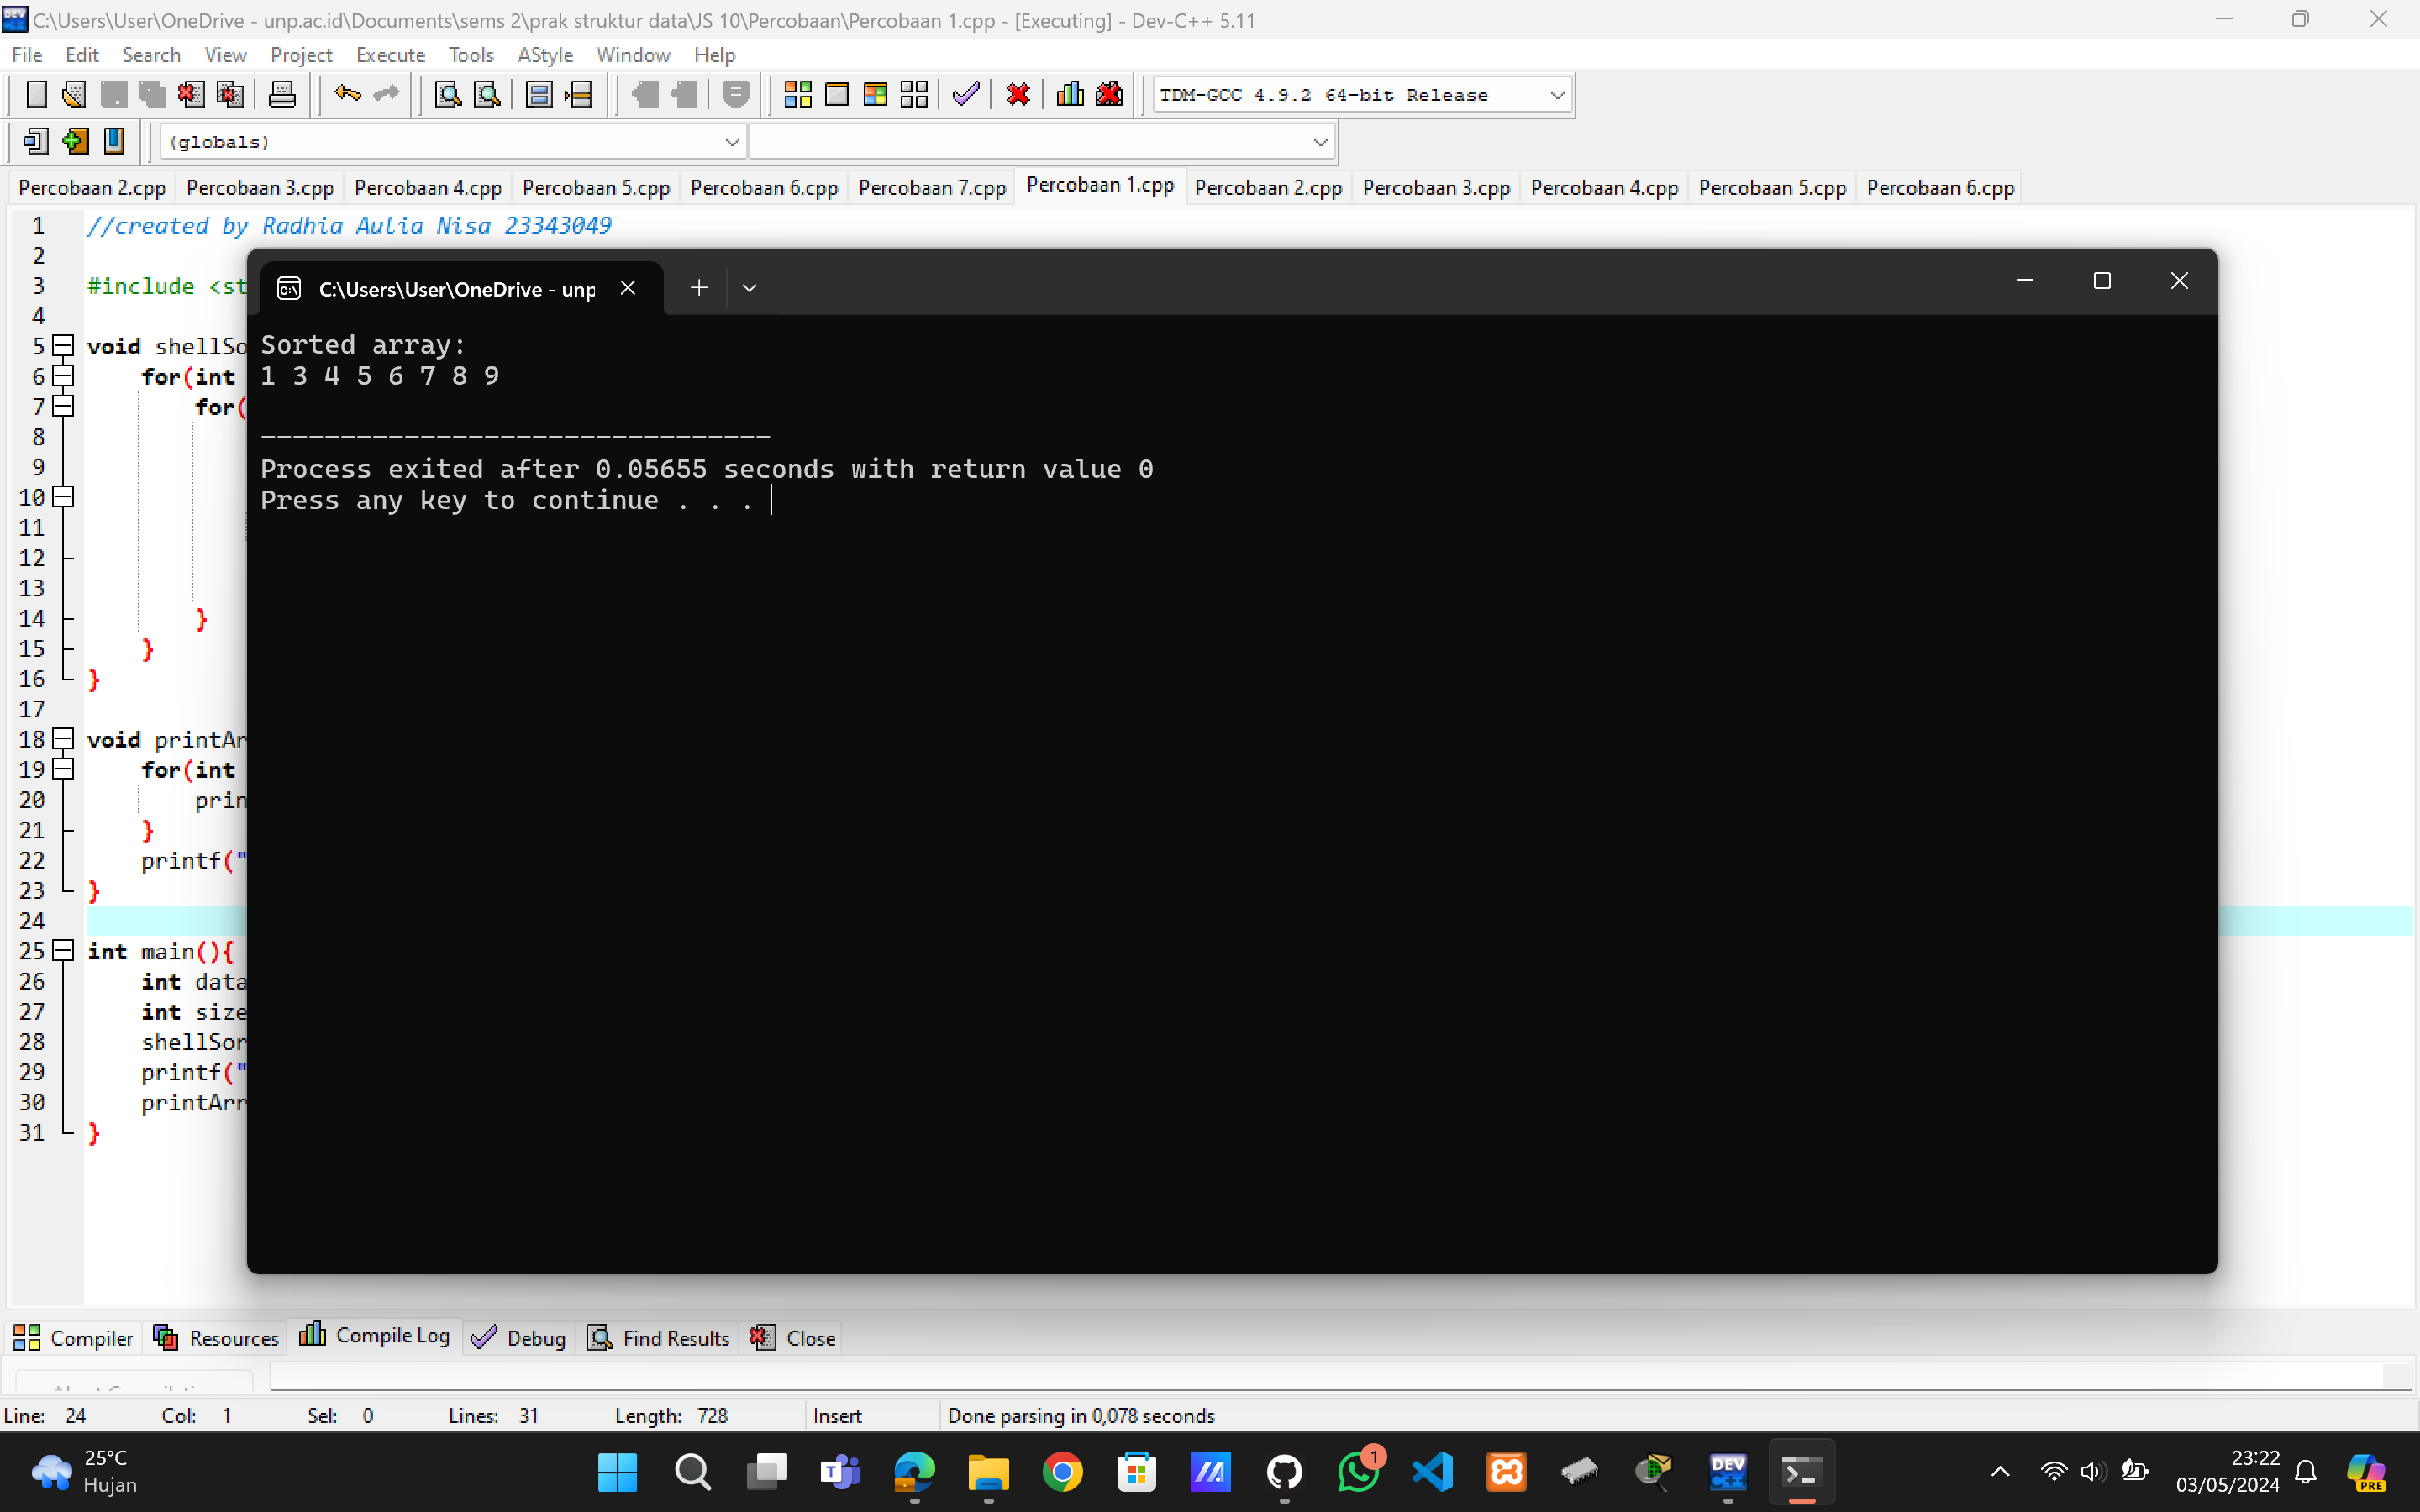 C:\Users\User\OneDrive - unp.ac.id\Documents\sems 2\prak struktur data\JS 10\Percobaan\Percobaan 1.cpp - [Executing] - Dev-C++ 5.11
File Edit Search View Project Execute Tools AStyle Window Help
TDM-GCC 4.9.2 64-bit Release
(globals)
Percobaan 2.cpp Percobaan 3.cpp Percobaan 4.cpp Percobaan 5.cpp Percobaan 6.cpp Percobaan 7.cpp Percobaan 1.cpp Percobaan 2.cpp Percobaan 3.cpp Percobaan 4.cpp Percobaan 5.cpp Percobaan 6.cpp
1 //created by Radhia Aulia Nisa 23343049
2
3 #include <st
4
5 void shellSo
6 for(int
7 for(
8
9
10
11
12
13
14 }
15 }
16 }
17
18 void printAr
19 for(int
20 prin
21 }
22 printf("
23 }
24
25 int main(){
26 int data
27 int size
28 shellSor
29 printf("
30 printArr
31 }
C:\Users\User\OneDrive - unp
Sorted array:
1 3 4 5 6 7 8 9
--------------------------------
Process exited after 0.05655 seconds with return value 0
Press any key to continue . . .
Compiler Resources Compile Log Debug Find Results Close
Line: 24 Col: 1 Sel: 0 Lines: 31 Length: 728 Insert Done parsing in 0,078 seconds
25°C
Hujan
1
DEV
C++
23:22
03/05/2024
PRE